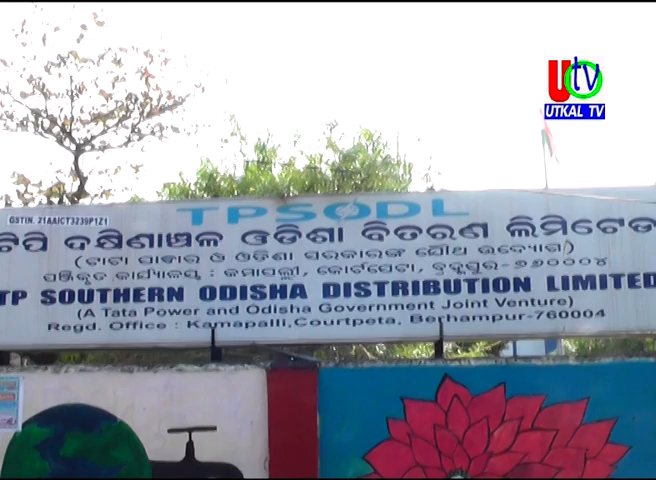 Utv
UTKAL TV
GSTIN. 21AAICT3239P1Z1
TPSODL
ଟିପି ଦକ୍ଷିଣାଞ୍ଚଳ ଓଡିଶା ବିତରଣ ଲିମିଟେଡ
(ଟାଟା ପାୱାର ଓ ଓଡ଼ିଶା ସରକାରଙ୍କ ଯୌଥ ଉଦ୍ୟୋଗ)
ପଞ୍ଜିକୃତ କାର୍ଯ୍ୟାଳୟ : କମାପଲ୍ଲୀ, କୋର୍ଟପେଟା, ବ୍ରହ୍ମପୁର-୭୬୦୦୦୪
TP SOUTHERN ODISHA DISTRIBUTION LIMITED
(A Tata Power and Odisha Government Joint Venture)
Regd. Office : Kamapalli,Courtpeta, Berhampur-760004